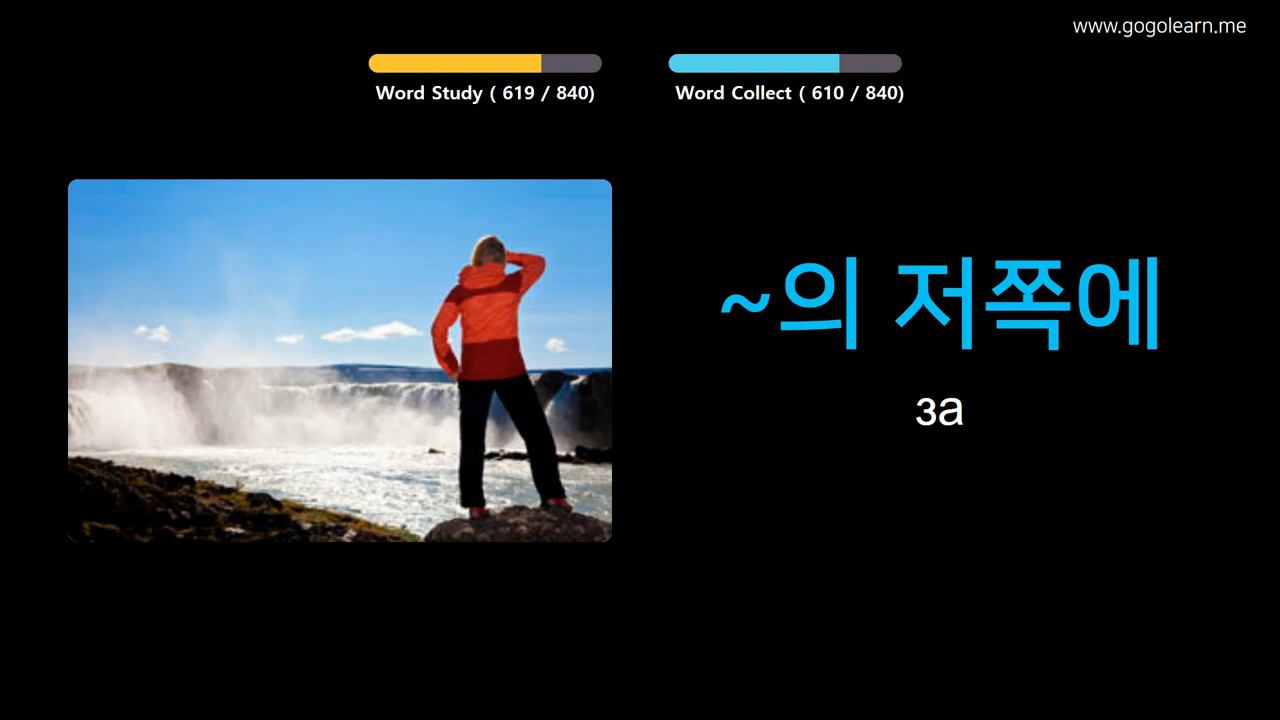 www.gogolearn.me
Word Study ( 619 / 840)
Word Collect ( 610 / 840)
~의 저쪽에
за